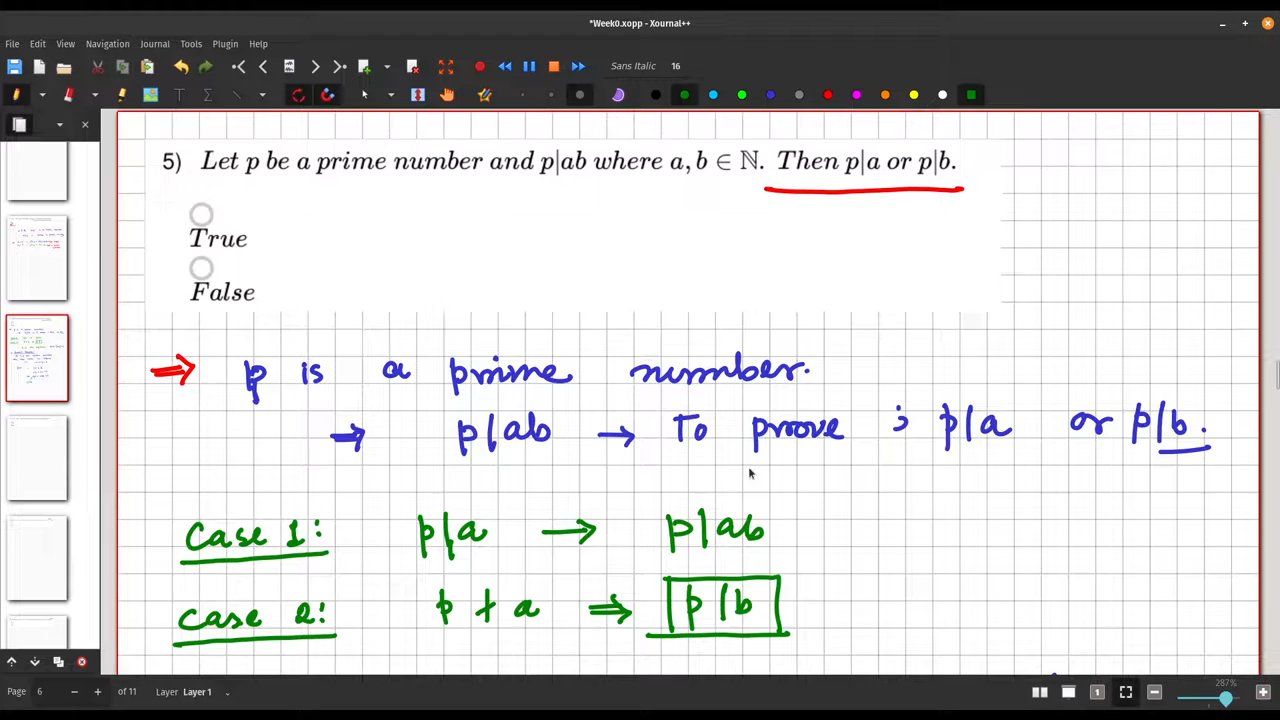 *Week0.xopp - Xournal++
File Edit View Navigation Journal Tools Plugin Help
Sans Italic 16
5) Let p be a prime number and p|ab where a, b ∈ ℕ. Then p|a or p|b.
True
False
⇒ p is a prime number.
→ p|ab → To prove ; p|a or p|b.
Case 1: p|a → p|ab
Case 2: p ∤ a ⇒ p|b
Page 6 of 11 Layer Layer 1
287%